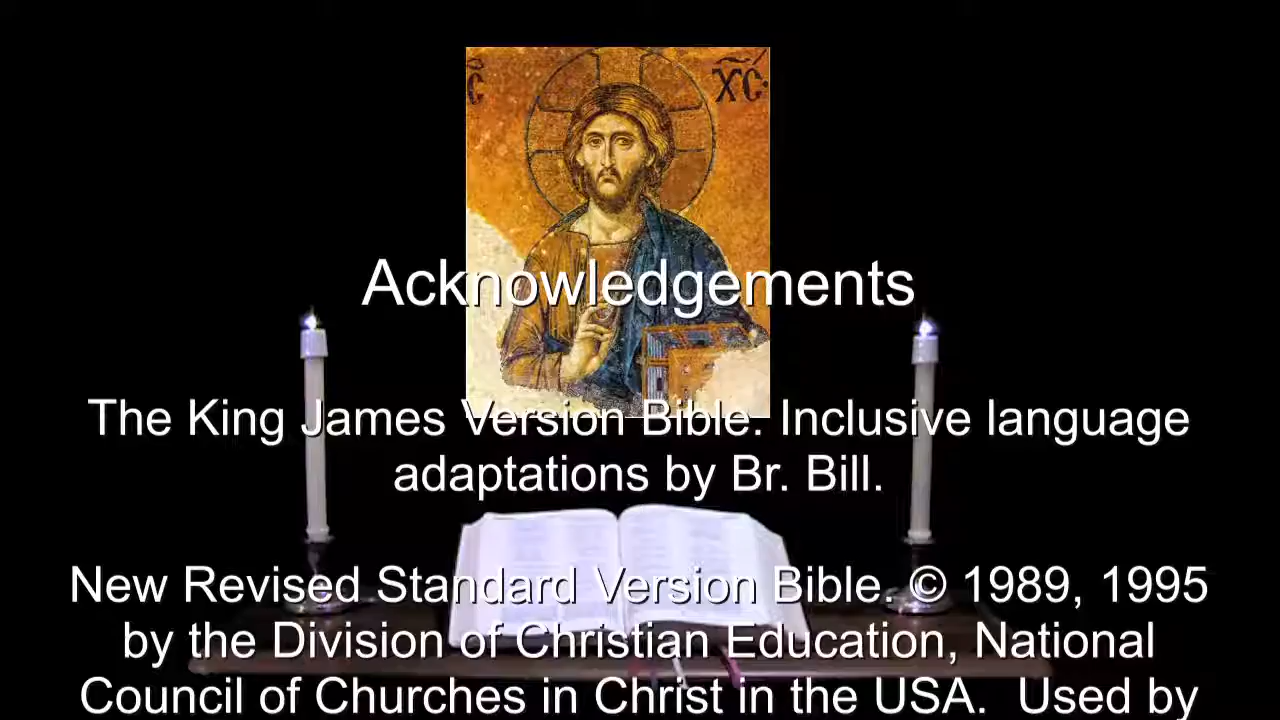 C
XC
Acknowledgements
The King James Version Bible. Inclusive language
adaptations by Br. Bill.
New Revised Standard Version Bible. © 1989, 1995
by the Division of Christian Education, National
Council of Churches in Christ in the USA.  Used by